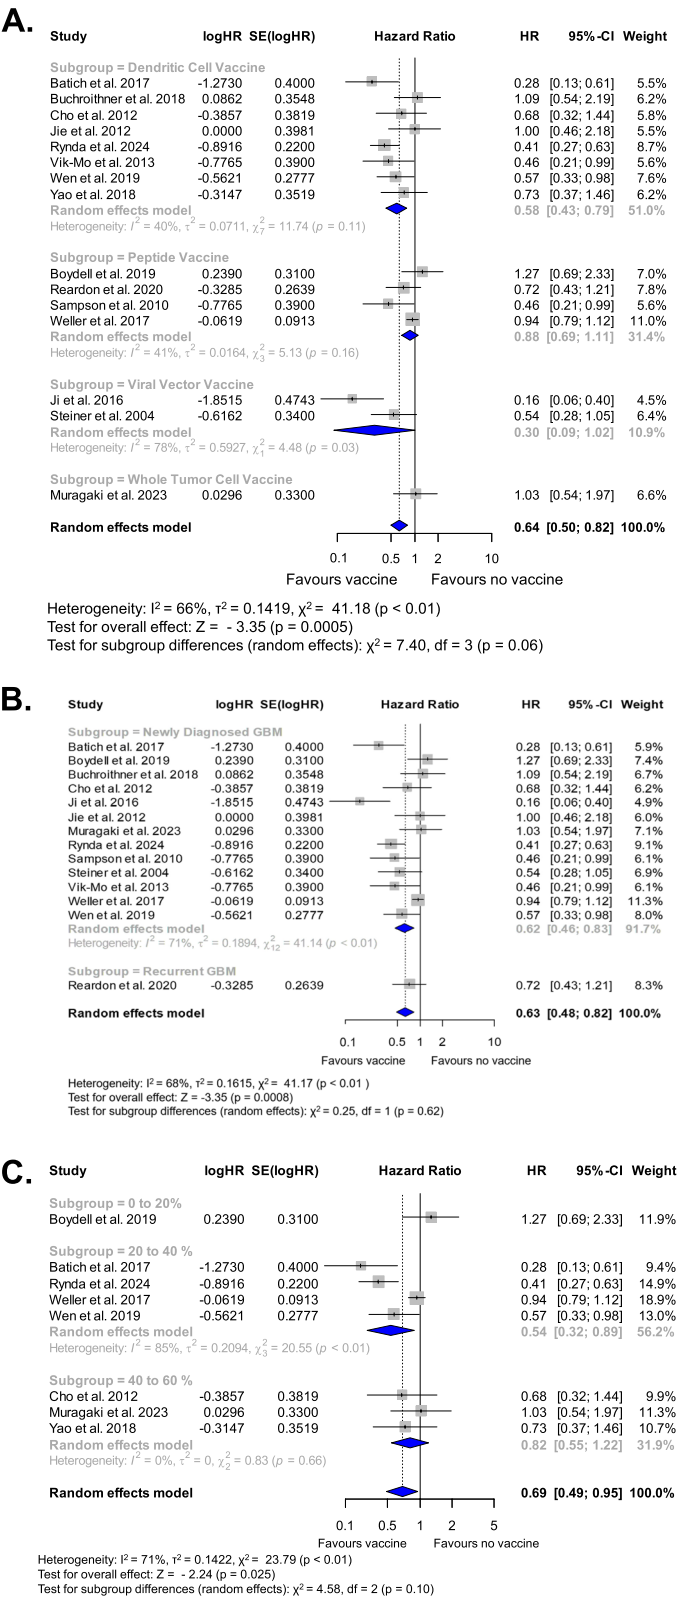 A.
Study logHR SE(logHR) Hazard Ratio HR 95%-CI Weight
Subgroup = Dendritic Cell Vaccine
Batich et al. 2017 -1.2730 0.4000 0.28 [0.13; 0.61] 5.5%
Buchroithner et al. 2018 0.0862 0.3548 1.09 [0.54; 2.19] 6.2%
Cho et al. 2012 -0.3857 0.3819 0.68 [0.32; 1.44] 5.8%
Jie et al. 2012 0.0000 0.3981 1.00 [0.46; 2.18] 5.5%
Rynda et al. 2024 -0.8916 0.2200 0.41 [0.27; 0.63] 8.7%
Vik-Mo et al. 2013 -0.7765 0.3900 0.46 [0.21; 0.99] 5.6%
Wen et al. 2019 -0.5621 0.2777 0.57 [0.33; 0.98] 7.6%
Yao et al. 2018 -0.3147 0.3519 0.73 [0.37; 1.46] 6.2%
Random effects model 0.58 [0.43; 0.79] 51.0%
Heterogeneity: I² = 40%, τ² = 0.0711, χ²₇ = 11.74 (p = 0.11)
Subgroup = Peptide Vaccine
Boydell et al. 2019 0.2390 0.3100 1.27 [0.69; 2.33] 7.0%
Reardon et al. 2020 -0.3285 0.2639 0.72 [0.43; 1.21] 7.8%
Sampson et al. 2010 -0.7765 0.3900 0.46 [0.21; 0.99] 5.6%
Weller et al. 2017 -0.0619 0.0913 0.94 [0.79; 1.12] 11.0%
Random effects model 0.88 [0.69; 1.11] 31.4%
Heterogeneity: I² = 41%, τ² = 0.0164, χ²₃ = 5.13 (p = 0.16)
Subgroup = Viral Vector Vaccine
Ji et al. 2016 -1.8515 0.4743 0.16 [0.06; 0.40] 4.5%
Steiner et al. 2004 -0.6162 0.3400 0.54 [0.28; 1.05] 6.4%
Random effects model 0.30 [0.09; 1.02] 10.9%
Heterogeneity: I² = 78%, τ² = 0.5927, χ²₁ = 4.48 (p = 0.03)
Subgroup = Whole Tumor Cell Vaccine
Muragaki et al. 2023 0.0296 0.3300 1.03 [0.54; 1.97] 6.6%
Random effects model 0.64 [0.50; 0.82] 100.0%
0.1 0.5 1 2 10
Favours vaccine Favours no vaccine
Heterogeneity: I² = 66%, τ² = 0.1419, χ² = 41.18 (p < 0.01)
Test for overall effect: Z = - 3.35 (p = 0.0005)
Test for subgroup differences (random effects): χ² = 7.40, df = 3 (p = 0.06)
B.
Study logHR SE(logHR) Hazard Ratio HR 95%-CI Weight
Subgroup = Newly Diagnosed GBM
Batich et al. 2017 -1.2730 0.4000 0.28 [0.13; 0.61] 5.9%
Boydell et al. 2019 0.2390 0.3100 1.27 [0.69; 2.33] 7.4%
Buchroithner et al. 2018 0.0862 0.3548 1.09 [0.54; 2.19] 6.7%
Cho et al. 2012 -0.3857 0.3819 0.68 [0.32; 1.44] 6.2%
Ji et al. 2016 -1.8515 0.4743 0.16 [0.06; 0.40] 4.9%
Jie et al. 2012 0.0000 0.3981 1.00 [0.46; 2.18] 6.0%
Muragaki et al. 2023 0.0296 0.3300 1.03 [0.54; 1.97] 7.1%
Rynda et al. 2024 -0.8916 0.2200 0.41 [0.27; 0.63] 9.1%
Sampson et al. 2010 -0.7765 0.3900 0.46 [0.21; 0.99] 6.1%
Steiner et al. 2004 -0.6162 0.3400 0.54 [0.28; 1.05] 6.9%
Vik-Mo et al. 2013 -0.7765 0.3900 0.46 [0.21; 0.99] 6.1%
Weller et al. 2017 -0.0619 0.0913 0.94 [0.79; 1.12] 11.3%
Wen et al. 2019 -0.5621 0.2777 0.57 [0.33; 0.98] 8.0%
Random effects model 0.62 [0.46; 0.83] 91.7%
Heterogeneity: I² = 71%, τ² = 0.1894, χ²₁₂ = 41.14 (p < 0.01)
Subgroup = Recurrent GBM
Reardon et al. 2020 -0.3285 0.2639 0.72 [0.43; 1.21] 8.3%
Random effects model 0.63 [0.48; 0.82] 100.0%
0.1 0.5 1 2 10
Favours vaccine Favours no vaccine
Heterogeneity: I² = 68%, τ² = 0.1615, χ² = 41.17 (p < 0.01 )
Test for overall effect: Z = -3.35 (p = 0.0008)
Test for subgroup differences (random effects): χ² = 0.25, df = 1 (p = 0.62)
C.
Study logHR SE(logHR) Hazard Ratio HR 95%-CI Weight
Subgroup = 0 to 20%
Boydell et al. 2019 0.2390 0.3100 1.27 [0.69; 2.33] 11.9%
Subgroup = 20 to 40 %
Batich et al. 2017 -1.2730 0.4000 0.28 [0.13; 0.61] 9.4%
Rynda et al. 2024 -0.8916 0.2200 0.41 [0.27; 0.63] 14.9%
Weller et al. 2017 -0.0619 0.0913 0.94 [0.79; 1.12] 18.9%
Wen et al. 2019 -0.5621 0.2777 0.57 [0.33; 0.98] 13.0%
Random effects model 0.54 [0.32; 0.89] 56.2%
Heterogeneity: I² = 85%, τ² = 0.2094, χ²₃ = 20.55 (p < 0.01)
Subgroup = 40 to 60 %
Cho et al. 2012 -0.3857 0.3819 0.68 [0.32; 1.44] 9.9%
Muragaki et al. 2023 0.0296 0.3300 1.03 [0.54; 1.97] 11.3%
Yao et al. 2018 -0.3147 0.3519 0.73 [0.37; 1.46] 10.7%
Random effects model 0.82 [0.55; 1.22] 31.9%
Heterogeneity: I² = 0%, τ² = 0, χ²₂ = 0.83 (p = 0.66)
Random effects model 0.69 [0.49; 0.95] 100.0%
0.1 0.5 1 2 5
Favours vaccine Favours no vaccine
Heterogeneity: I² = 71%, τ² = 0.1422, χ² = 23.79 (p < 0.01)
Test for overall effect: Z = - 2.24 (p = 0.025)
Test for subgroup differences (random effects): χ² = 4.58, df = 2 (p = 0.10)